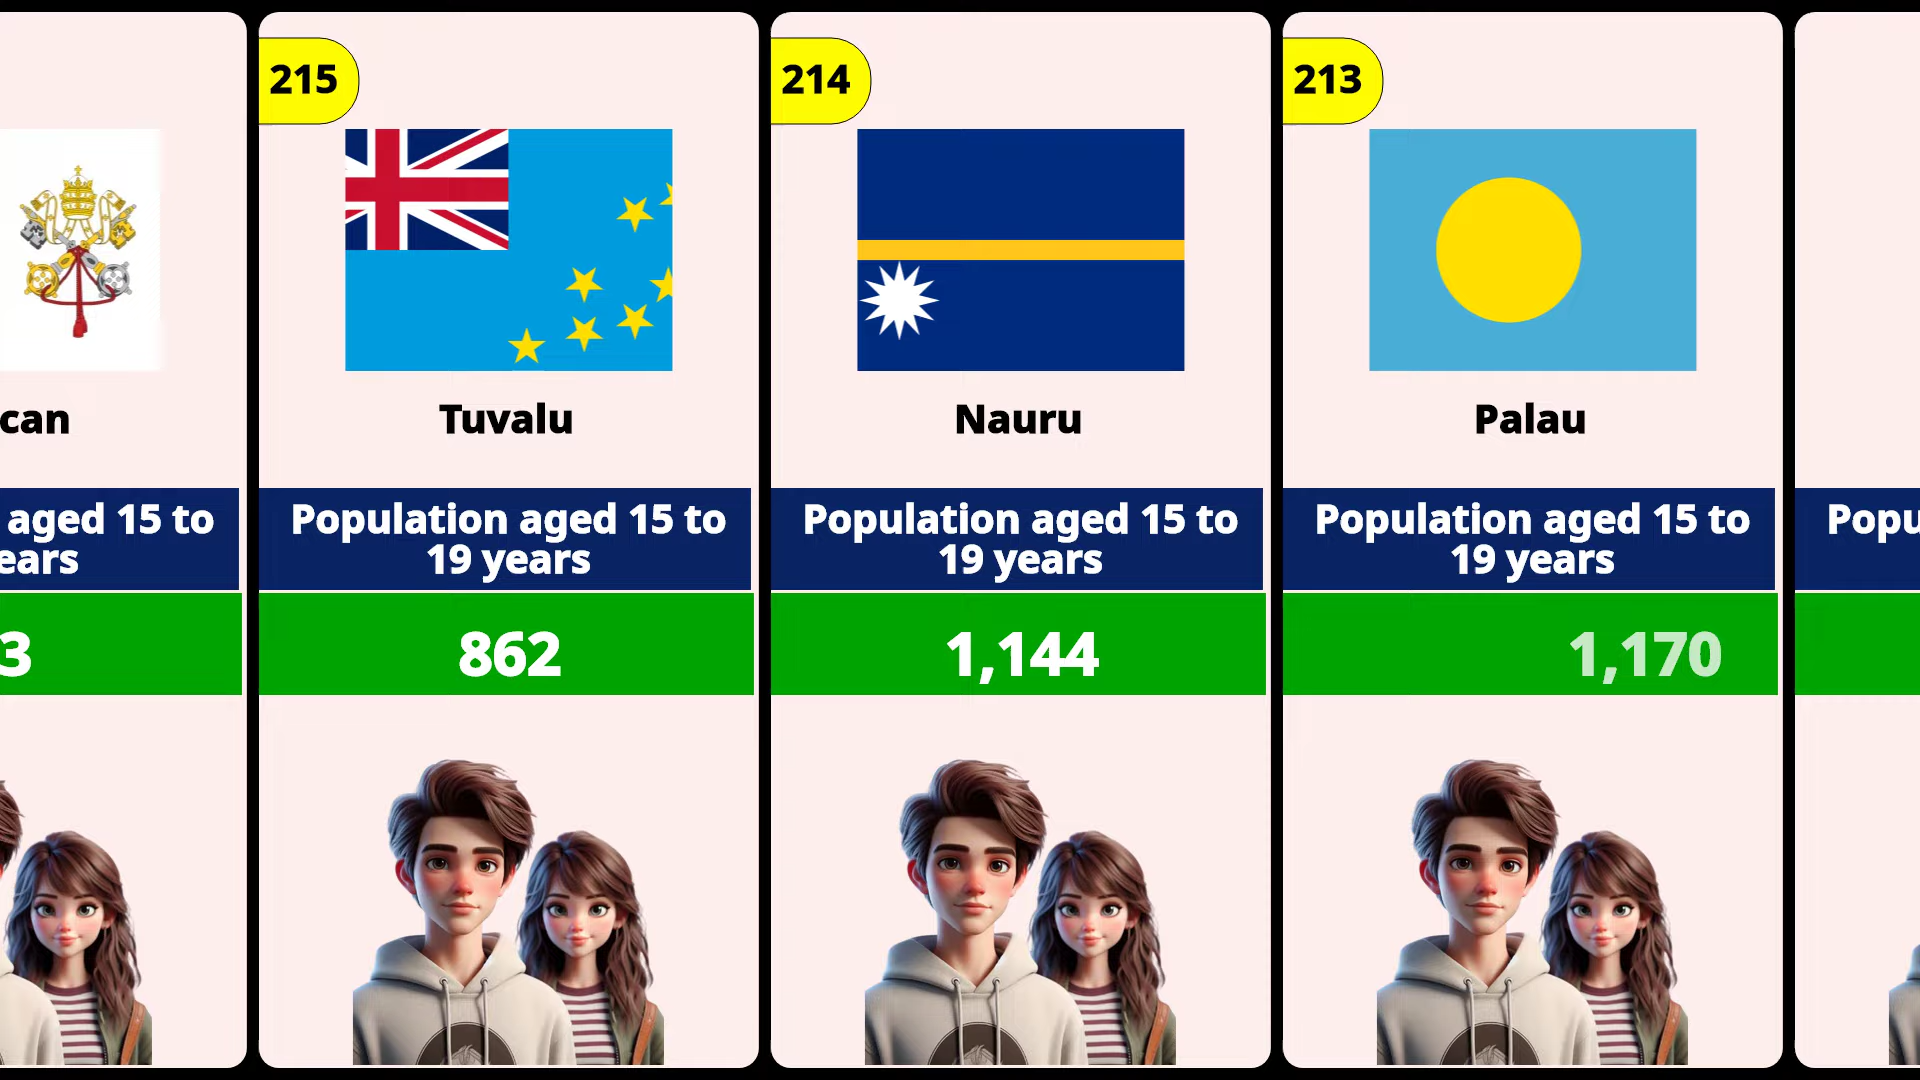 can
aged 15 to
ears
3
215
Tuvalu
Population aged 15 to
19 years
862
214
Nauru
Population aged 15 to
19 years
1,144
213
Palau
Population aged 15 to
19 years
1,170
Popu